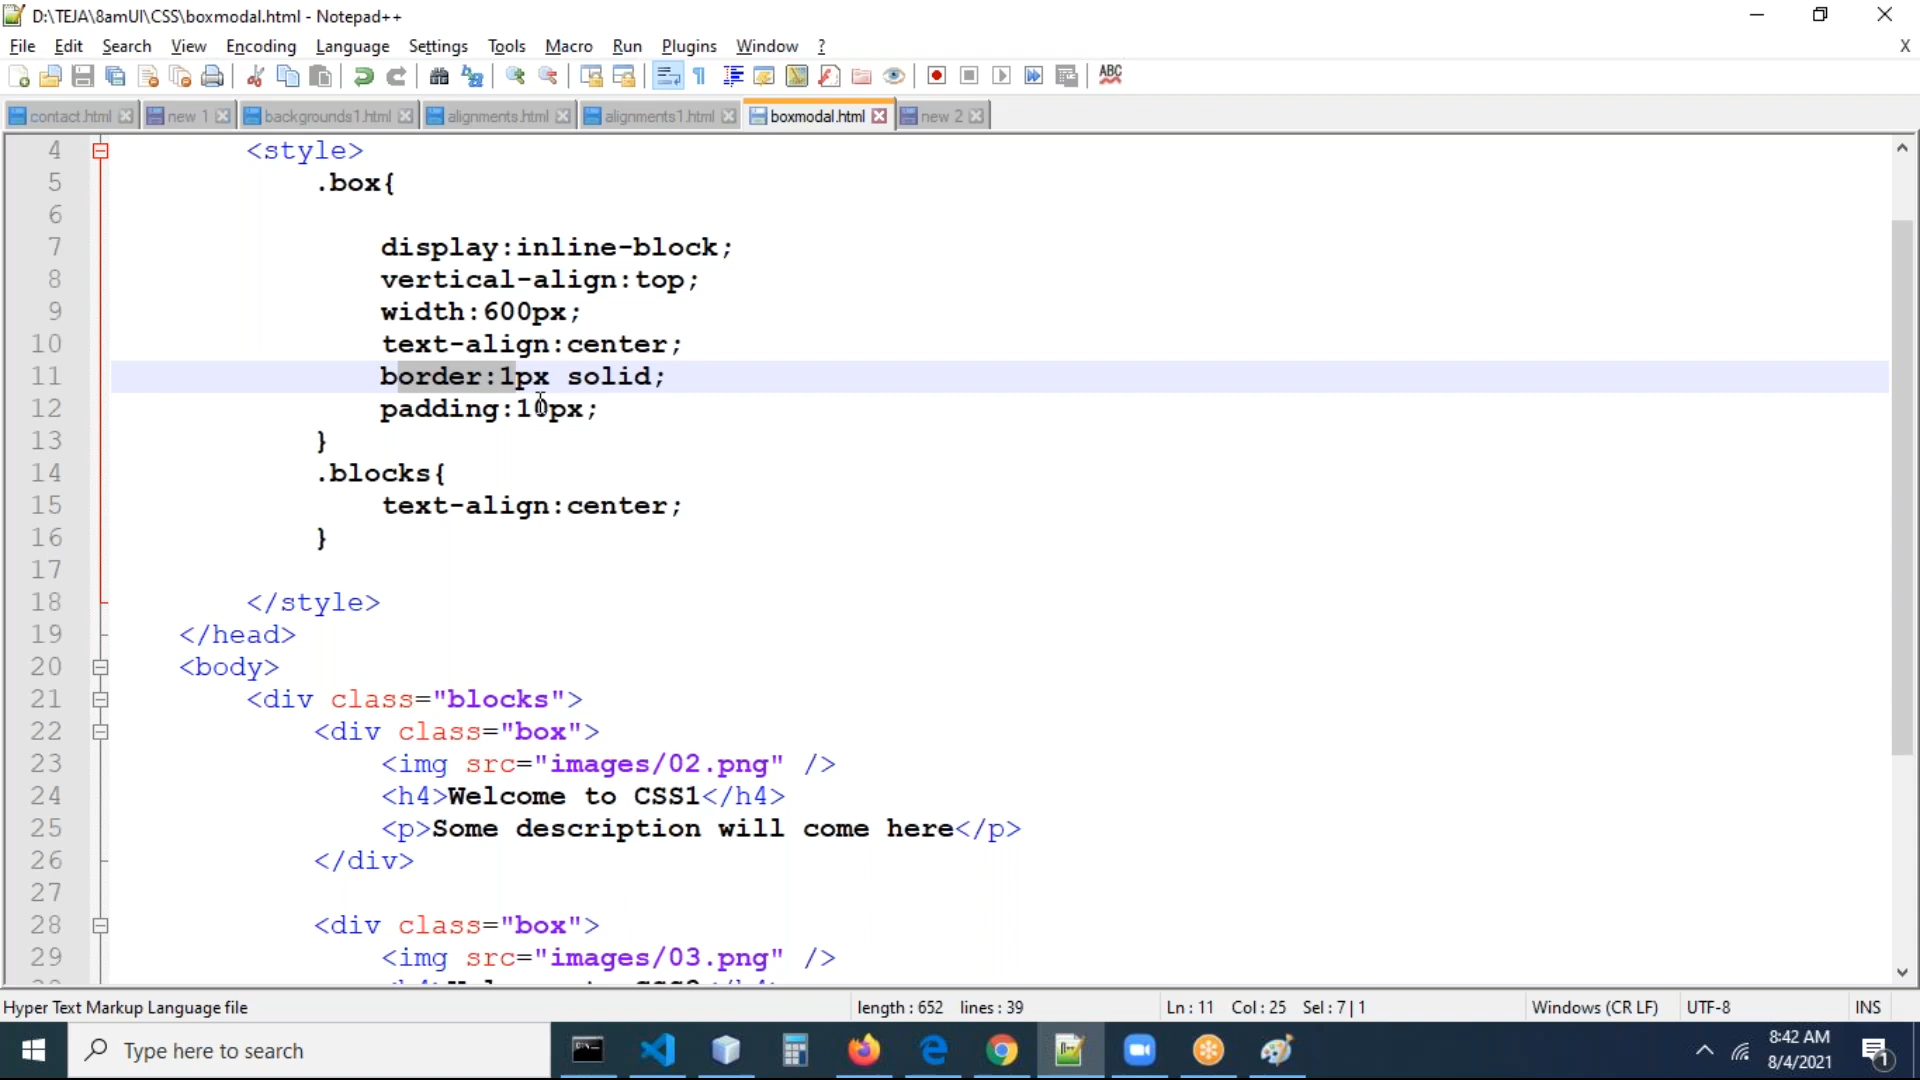 D:\TEJA\8amUI\CSS\boxmodal.html - Notepad++
File Edit Search View Encoding Language Settings Tools Macro Run Plugins Window ? X
ABC
contact.html new 1 backgrounds1.html alignments.html alignments1.html boxmodal.html new 2
4 <style>
5 .box{
6
7 display:inline-block;
8 vertical-align:top;
9 width:600px;
10 text-align:center;
11 border:1px solid;
12 padding:10px;
13 }
14 .blocks{
15 text-align:center;
16 }
17
18 </style>
19 </head>
20 <body>
21 <div class="blocks">
22 <div class="box">
23 <img src="images/02.png" />
24 <h4>Welcome to CSS1</h4>
25 <p>Some description will come here</p>
26 </div>
27
28 <div class="box">
29 <img src="images/03.png" />
Hyper Text Markup Language file length : 652 lines : 39 Ln : 11 Col : 25 Sel : 7 | 1 Windows (CR LF) UTF-8 INS
Type here to search
8:42 AM
8/4/2021
1